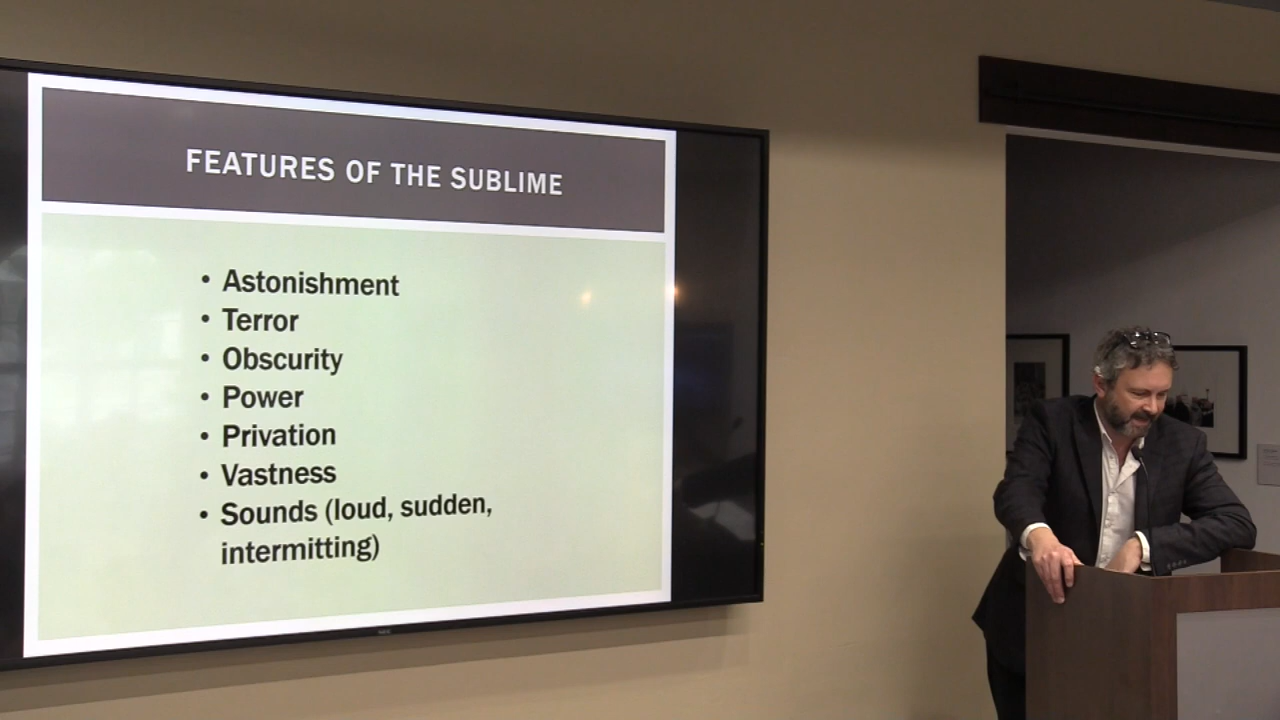 FEATURES OF THE SUBLIME
• Astonishment
• Terror
• Obscurity
• Power
• Privation
• Vastness
• Sounds (loud, sudden,
intermitting)